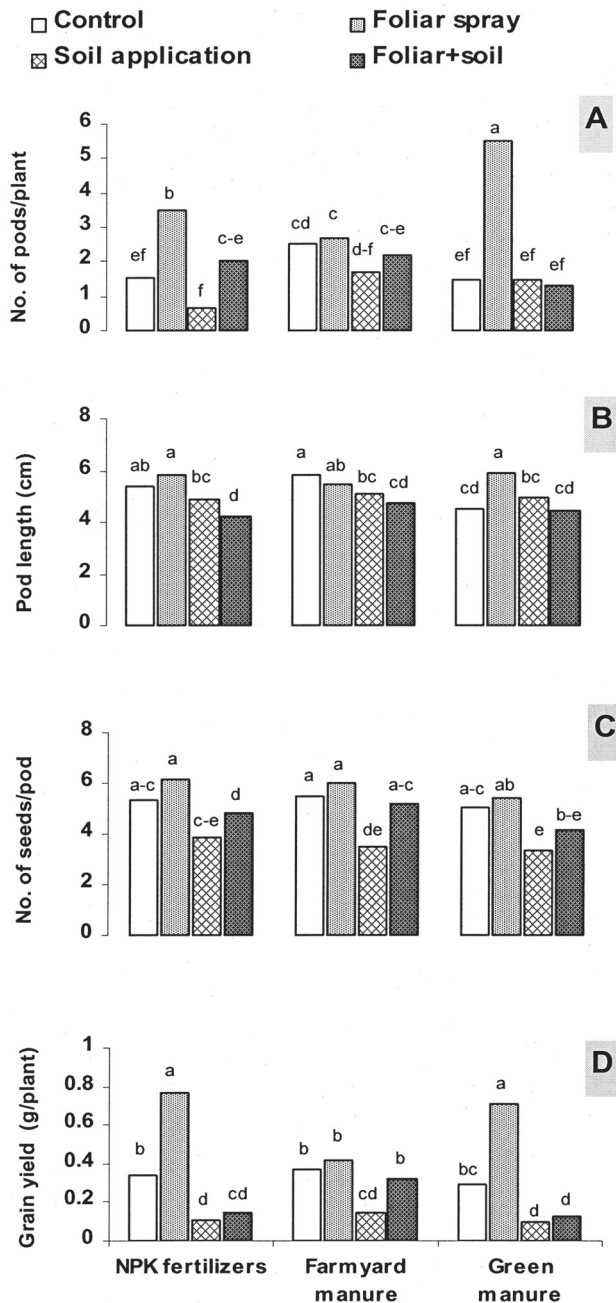 Control Foliar spray
Soil application Foliar+soil
A
No. of pods/plant
6
5
4
3
2
1
0
ef b f c-e
cd c d-f c-e
ef a ef ef
B
Pod length (cm)
8
6
4
2
0
ab a bc d
a ab bc cd
cd a bc cd
C
No. of seeds/pod
8
6
4
2
0
a-c a c-e d
a a de a-c
a-c ab e b-e
D
Grain yield (g/plant)
1
0.8
0.6
0.4
0.2
0
b a d cd
b b cd b
bc a d d
NPK fertilizers Farmyard manure Green manure